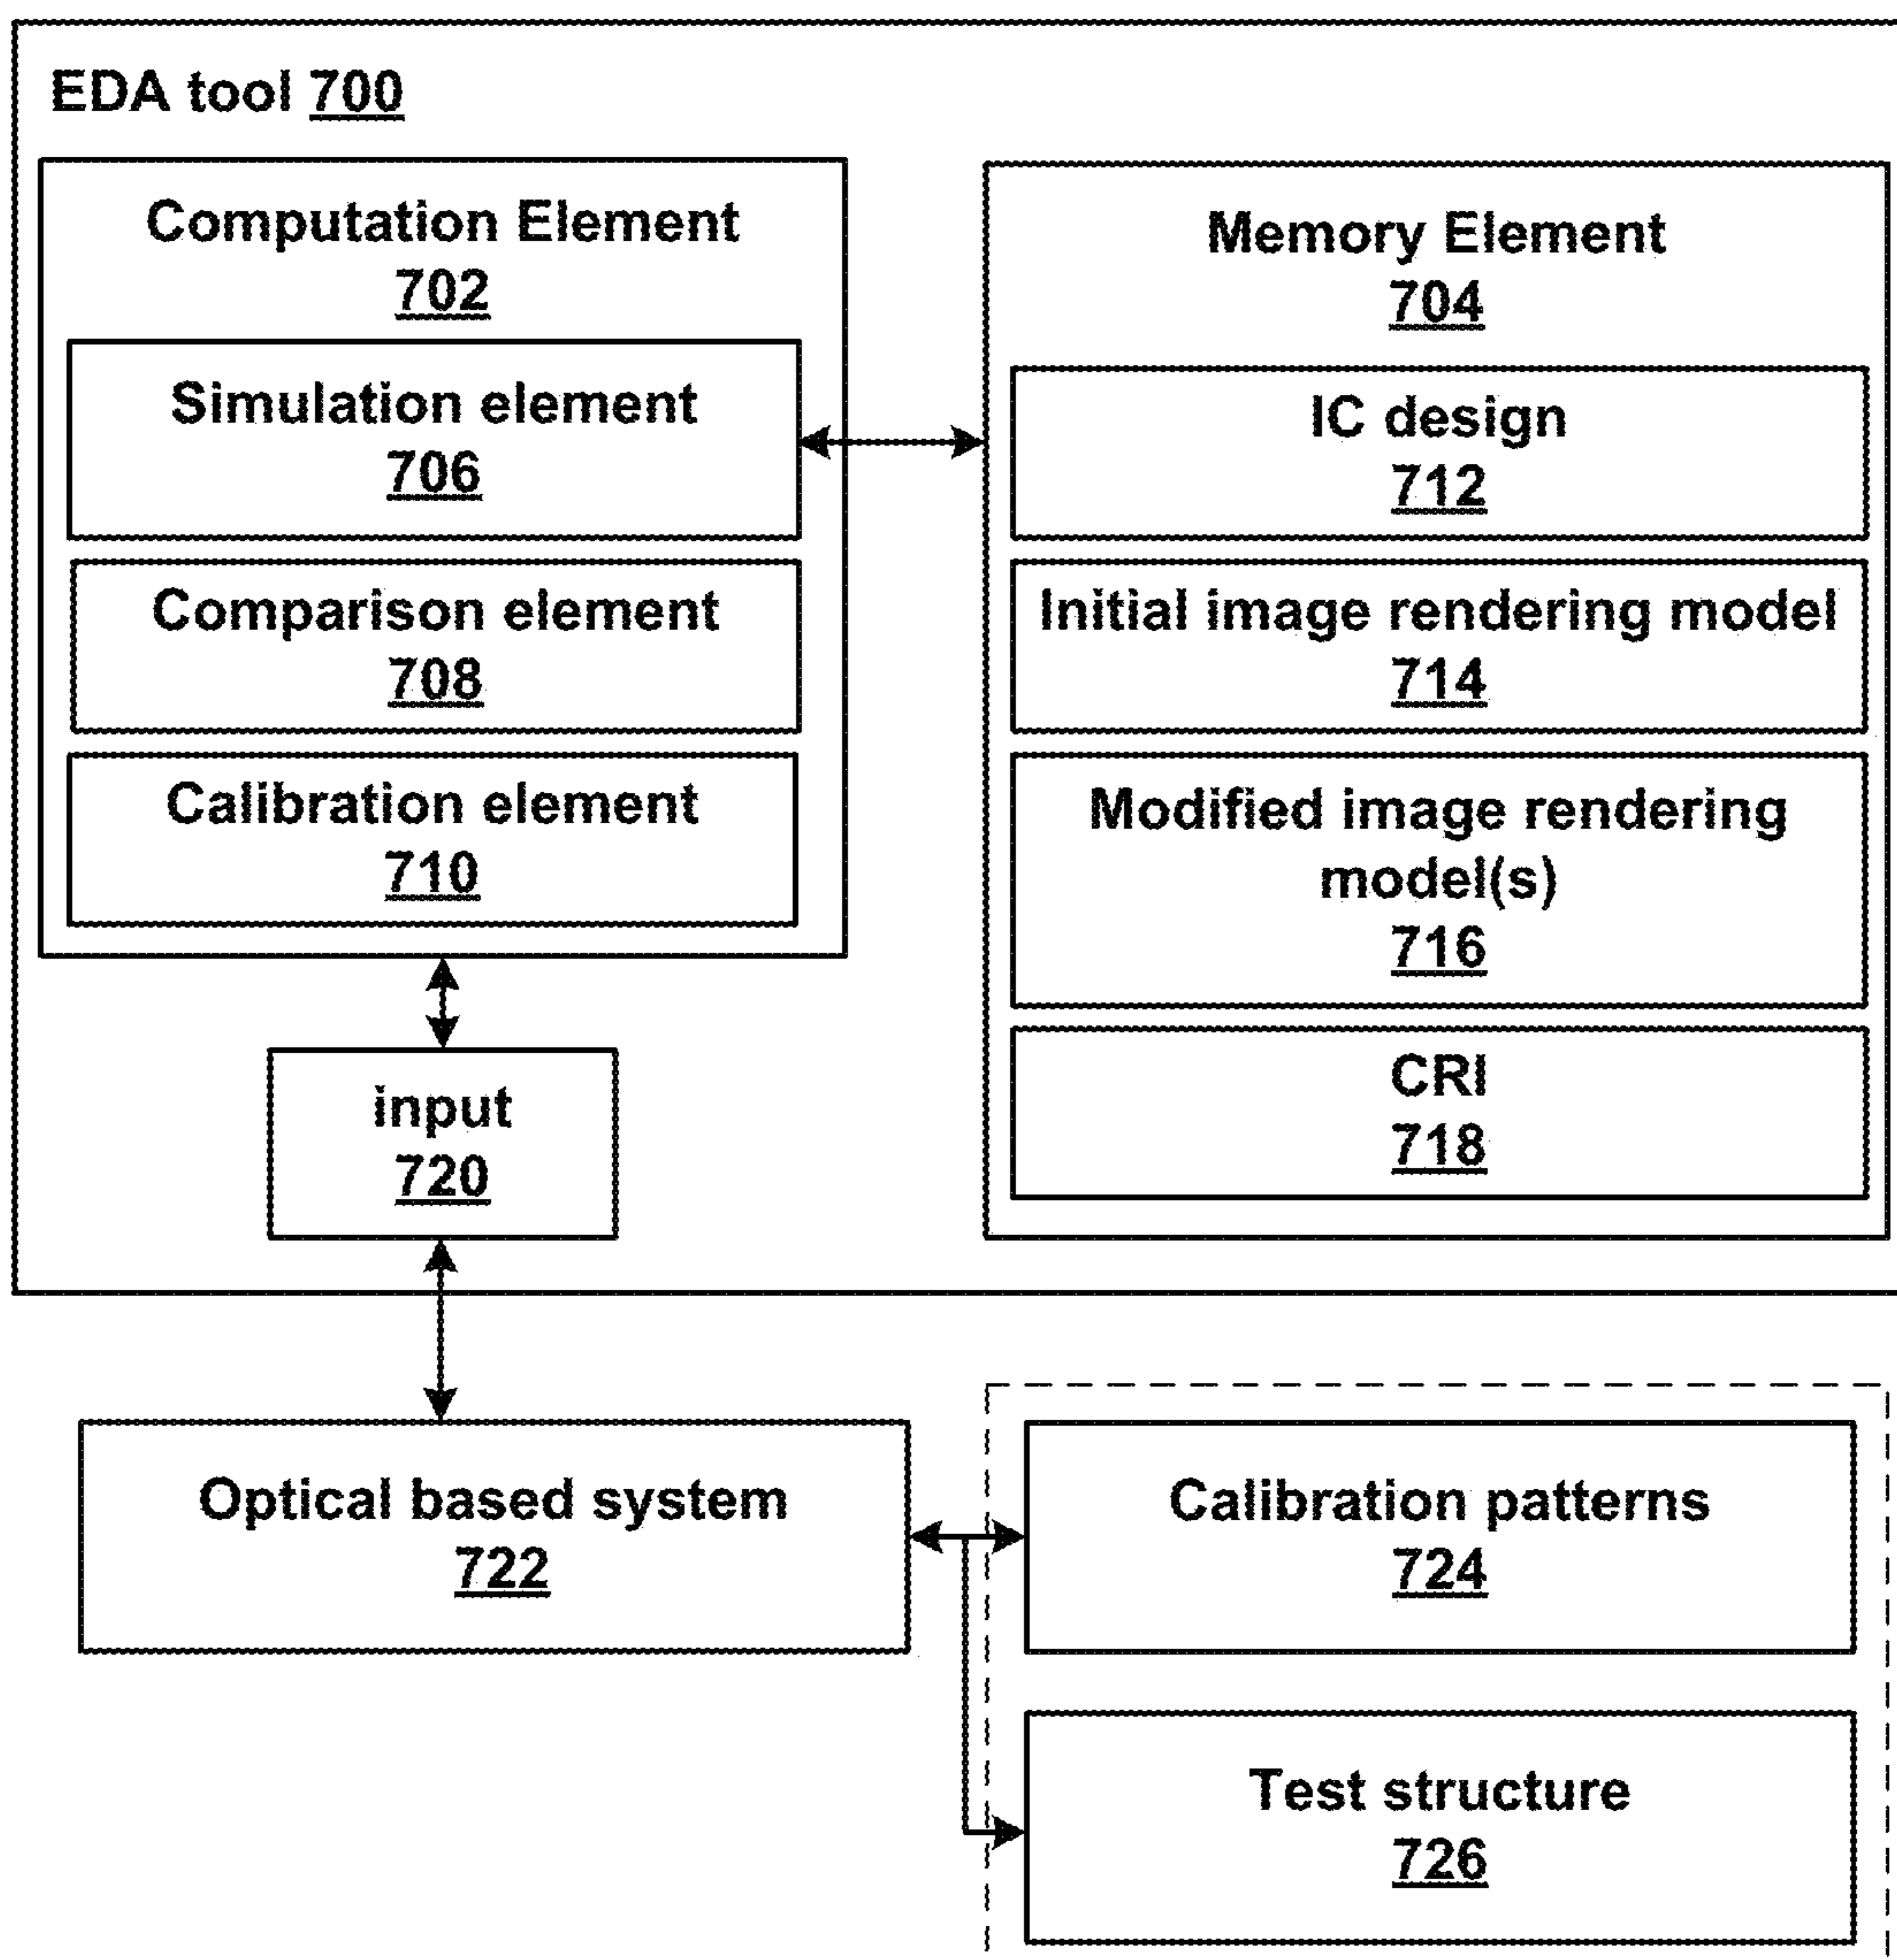 EDA tool 700
Computation Element
702
Simulation element
706
Comparison element
708
Calibration element
710
Memory Element
704
IC design
712
Initial image rendering model
714
Modified image rendering
model(s)
716
CRI
718
input
720
Optical based system
722
Calibration patterns
724
Test structure
726